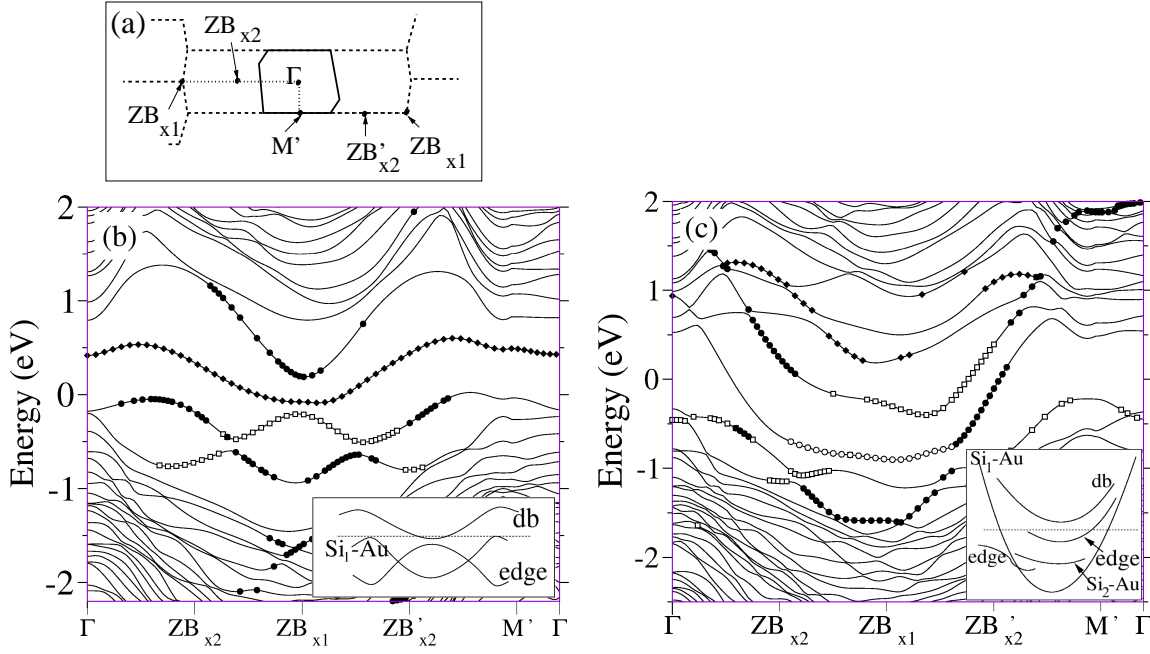 (a)
ZB x2
Γ
ZB x1
M’
ZB’ x2
ZB x1
(b)
2
1
0
-1
-2
Energy (eV)
Γ
ZB x2
ZB x1
ZB’ x2
M’
Γ
db
Si1-Au
edge
(c)
2
1
0
-1
-2
Energy (eV)
Γ
ZB x2
ZB x1
ZB’ x2
M’
Γ
Si1-Au
db
edge
edge
Si2-Au